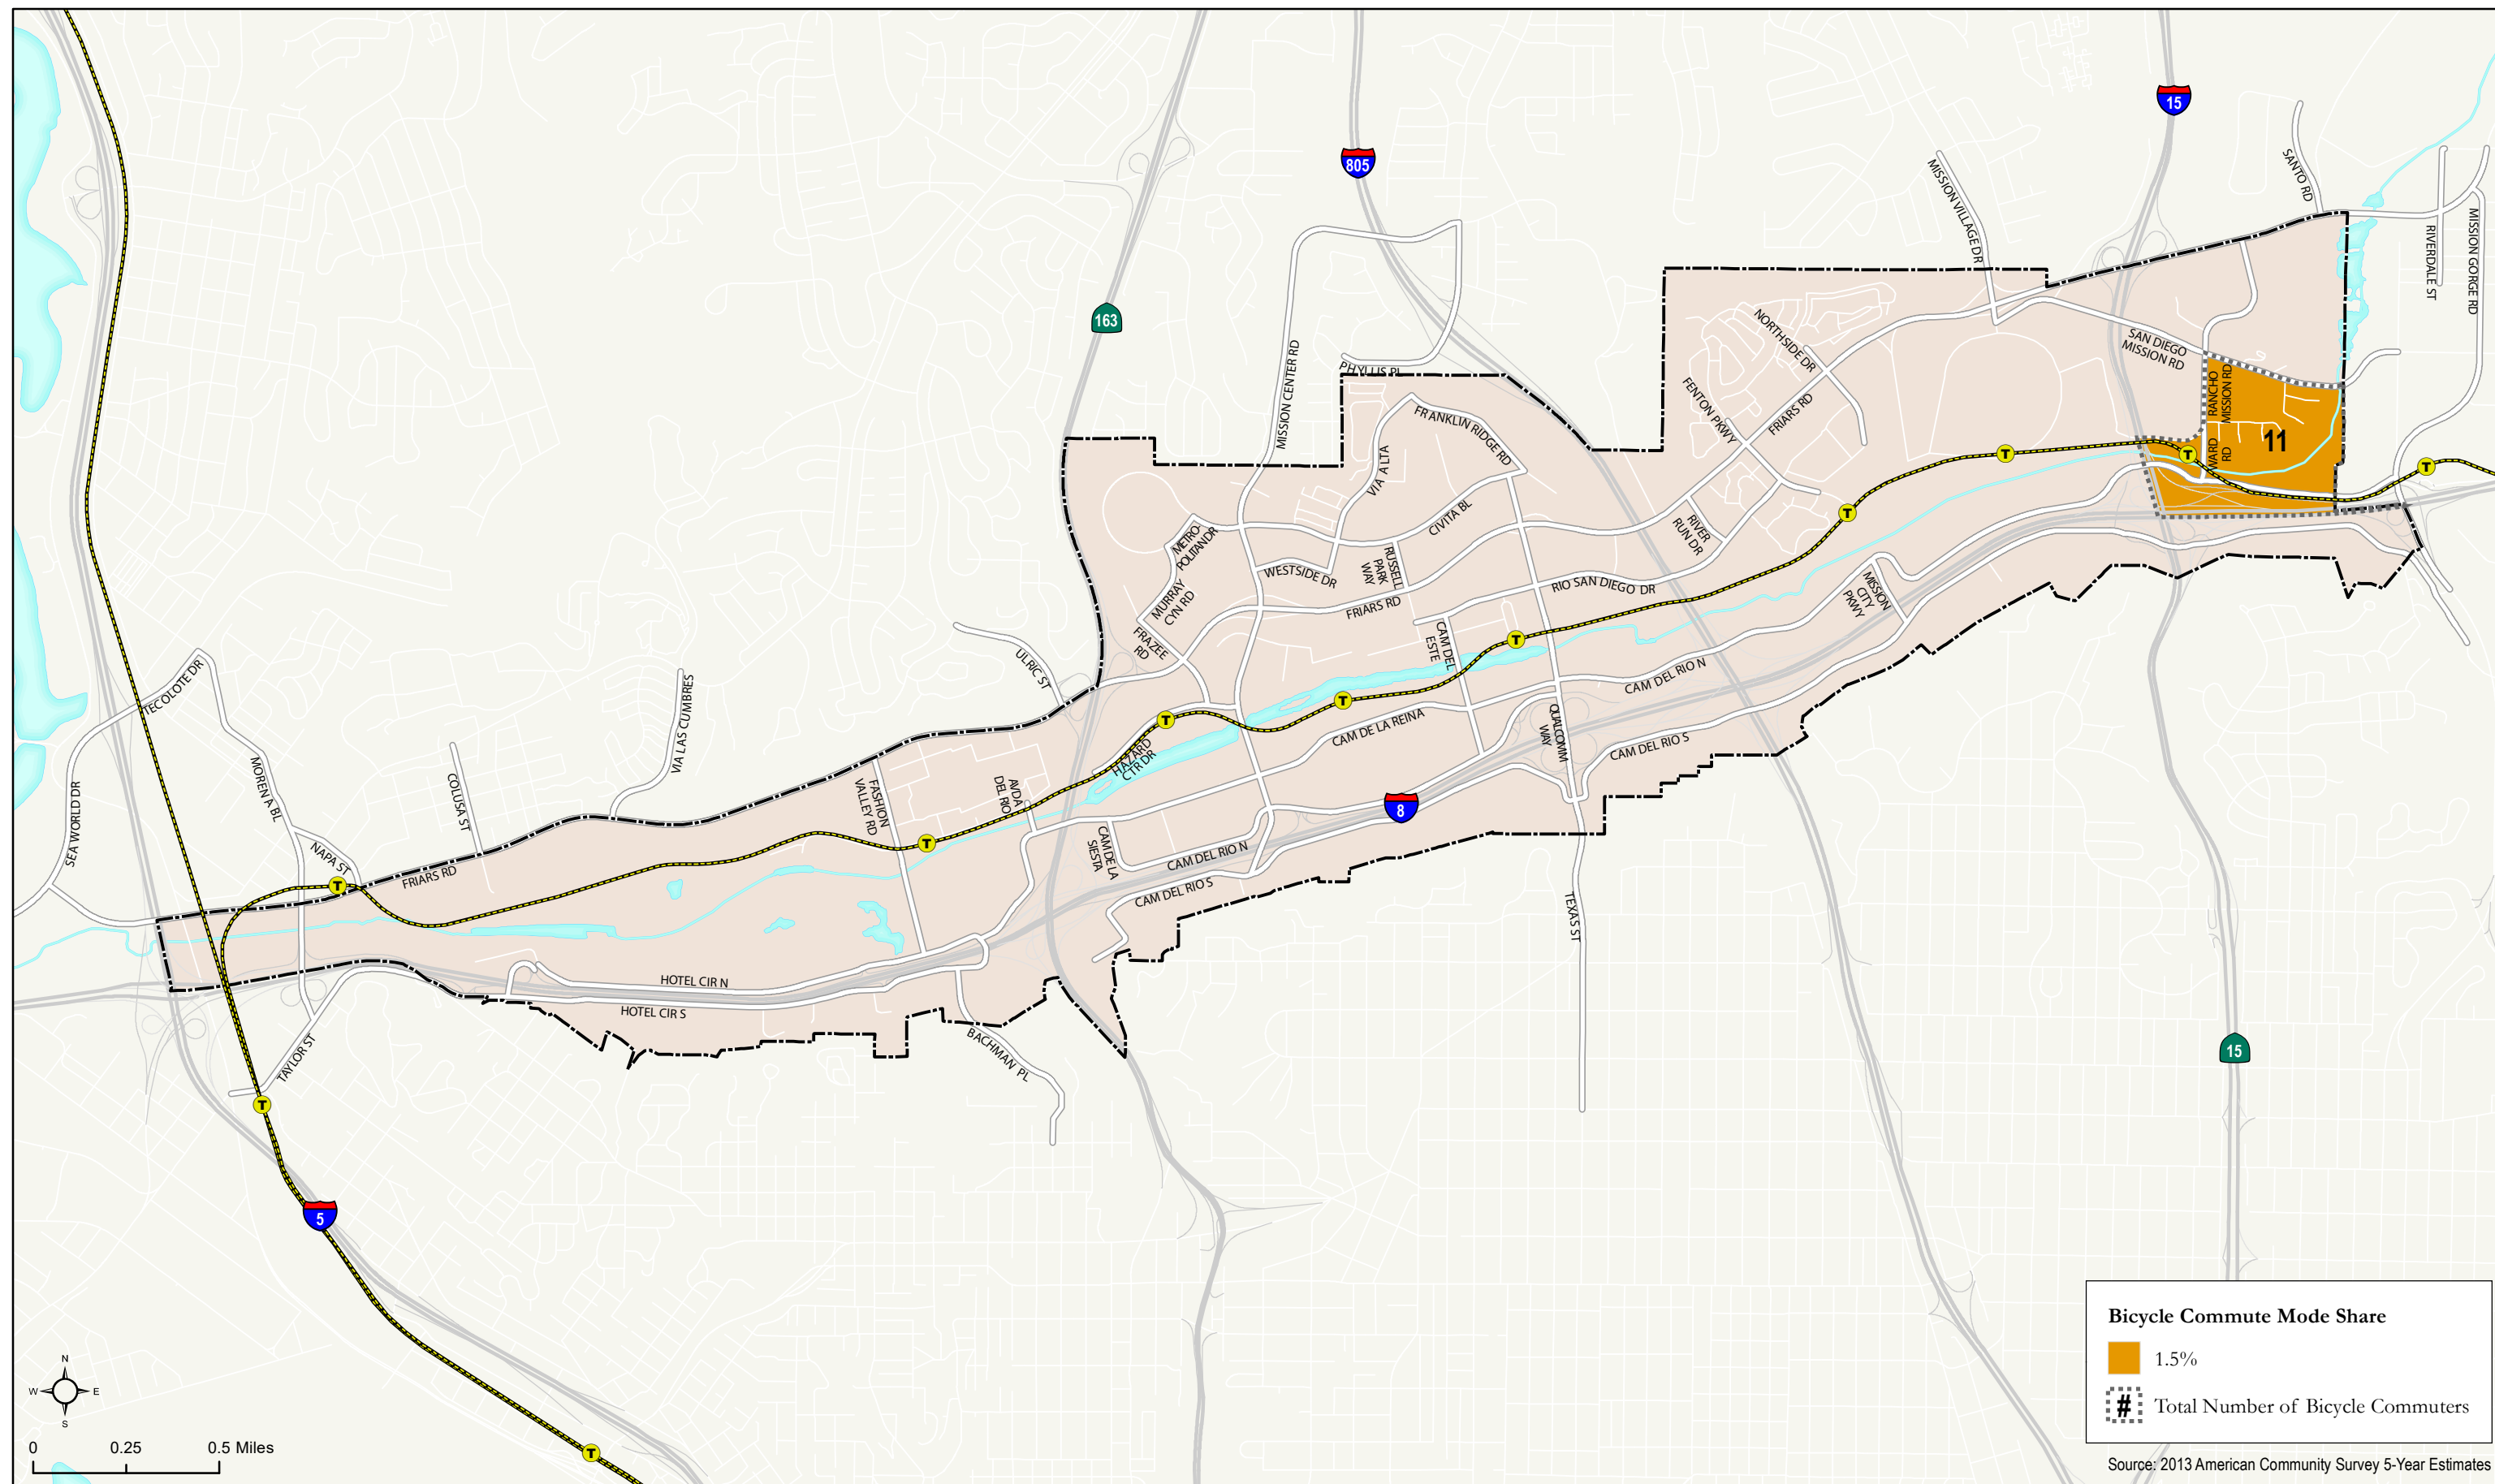 15
805
163
SANTO RD
MISSION VILLAGE DR
RIVERDALE ST
MISSION GORGE RD
NORTHSIDE DR
SAN DIEGO
MISSION RD
MISSION CENTER RD
PHYLLIS PL
FENTON PKWY
FRIARS RD
RANCHO
MISSION RD
FRANKLIN RIDGE RD
11
WARD
RD
VIA ALTA
CIVITA BL
RIVER
RUN DR
METRO-
POLITAN DR
RUSSELL
PARK
WAY
WESTSIDE DR
MURRAY
CYN RD
RIO SAN DIEGO DR
MISSION
CITY
PKWY
FRIARS RD
FRAZEE
RD
CAM DEL
ESTE
ULRIC ST
TECOLOTE DR
VIA LAS CUMBRES
CAM DEL RIO N
QUALCOMM
WAY
CAM DE LA REINA
CAM DEL RIO S
HAZARD
CTR DR
MORENA BL
COLUSA ST
SEA WORLD DR
FASHION
VALLEY RD
AVDA
DEL RIO
8
CAM DE LA
SIESTA
CAM DEL RIO N
NAPA ST
FRIARS RD
CAM DEL RIO S
TEXAS ST
HOTEL CIR N
HOTEL CIR S
BACHMAN PL
TAYLOR ST
15
5
T
T
T
T
T
T
T
T
T
T
T
T
N
W
E
S
0
0.25
0.5 Miles
Bicycle Commute Mode Share
1.5%
# Total Number of Bicycle Commuters
Source: 2013 American Community Survey 5-Year Estimates